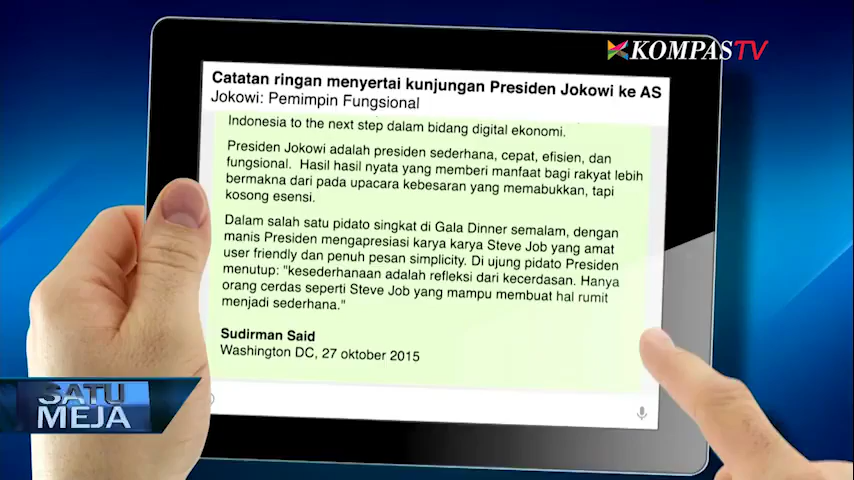 KOMPASTV
Catatan ringan menyertai kunjungan Presiden Jokowi ke AS
Jokowi: Pemimpin Fungsional
Indonesia to the next step dalam bidang digital ekonomi.
Presiden Jokowi adalah presiden sederhana, cepat, efisien, dan
fungsional. Hasil hasil nyata yang memberi manfaat bagi rakyat lebih
bermakna dari pada upacara kebesaran yang memabukkan, tapi
kosong esensi.
Dalam salah satu pidato singkat di Gala Dinner semalam, dengan
manis Presiden mengapresiasi karya karya Steve Job yang amat
user friendly dan penuh pesan simplicity. Di ujung pidato Presiden
menutup: "kesederhanaan adalah refleksi dari kecerdasan. Hanya
orang cerdas seperti Steve Job yang mampu membuat hal rumit
menjadi sederhana."
Sudirman Said
Washington DC, 27 oktober 2015
SATU
MEJA